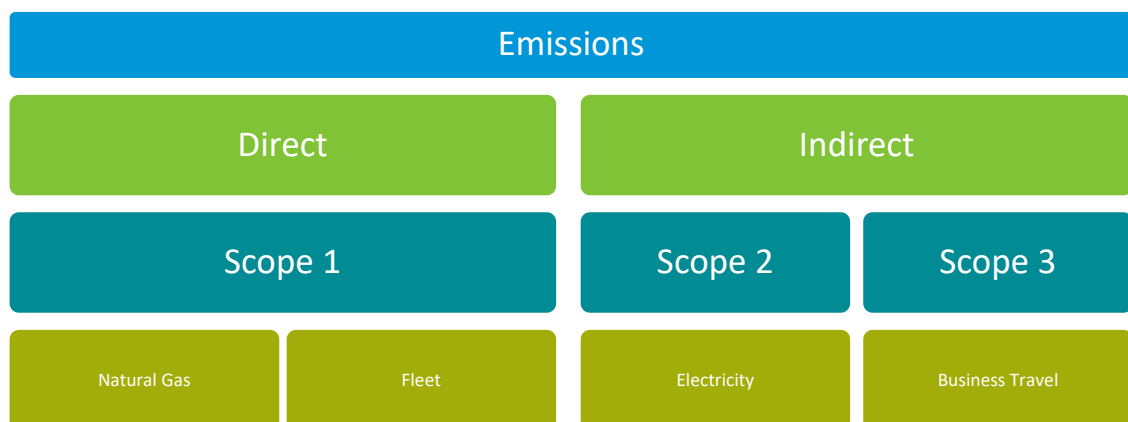 Emissions
Direct
Indirect
Scope 1
Scope 2
Scope 3
Natural Gas
Fleet
Electricity
Business Travel